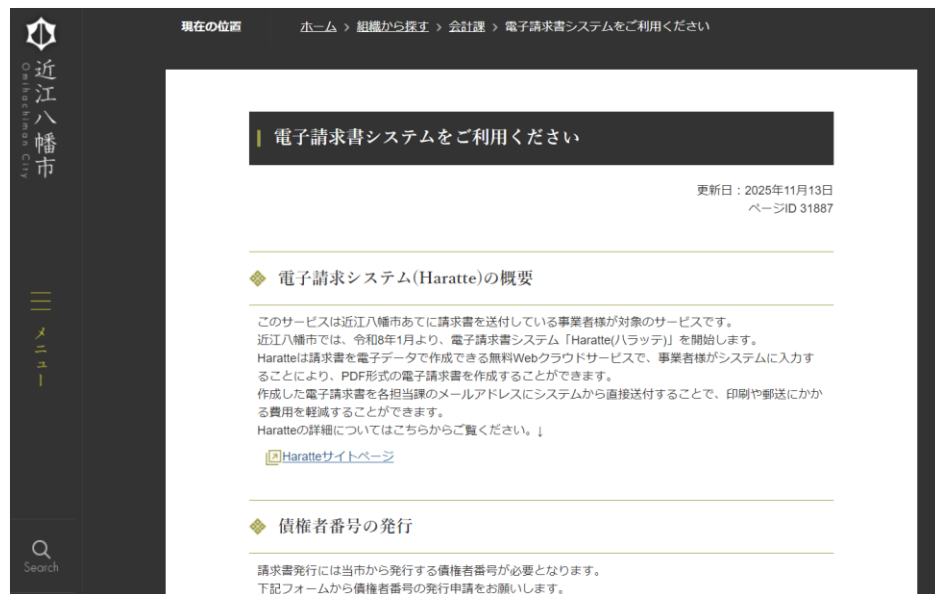 近江八幡市
Omihachiman City
メニュー
Search
現在の位置
ホーム > 組織から探す > 会計課 > 電子請求書システムをご利用ください
電子請求書システムをご利用ください
更新日：2025年11月13日
ページID 31887
電子請求システム(Haratte)の概要
このサービスは近江八幡市あてに請求書を送付している事業者様が対象のサービスです。
近江八幡市では、令和8年1月より、電子請求書システム「Haratte(ハラッテ)」を開始します。
Haratteは請求書を電子データで作成できる無料Webクラウドサービスで、事業者様がシステムに入力す
ることにより、PDF形式の電子請求書を作成することができます。
作成した電子請求書を各担当課のメールアドレスにシステムから直接送付することで、印刷や郵送にかか
る費用を軽減することができます。
Haratteの詳細についてはこちらからご覧ください。↓
Haratteサイトページ
債権者番号の発行
請求書発行には当市から発行する債権者番号が必要となります。
下記フォームから債権者番号の発行申請をお願いします。